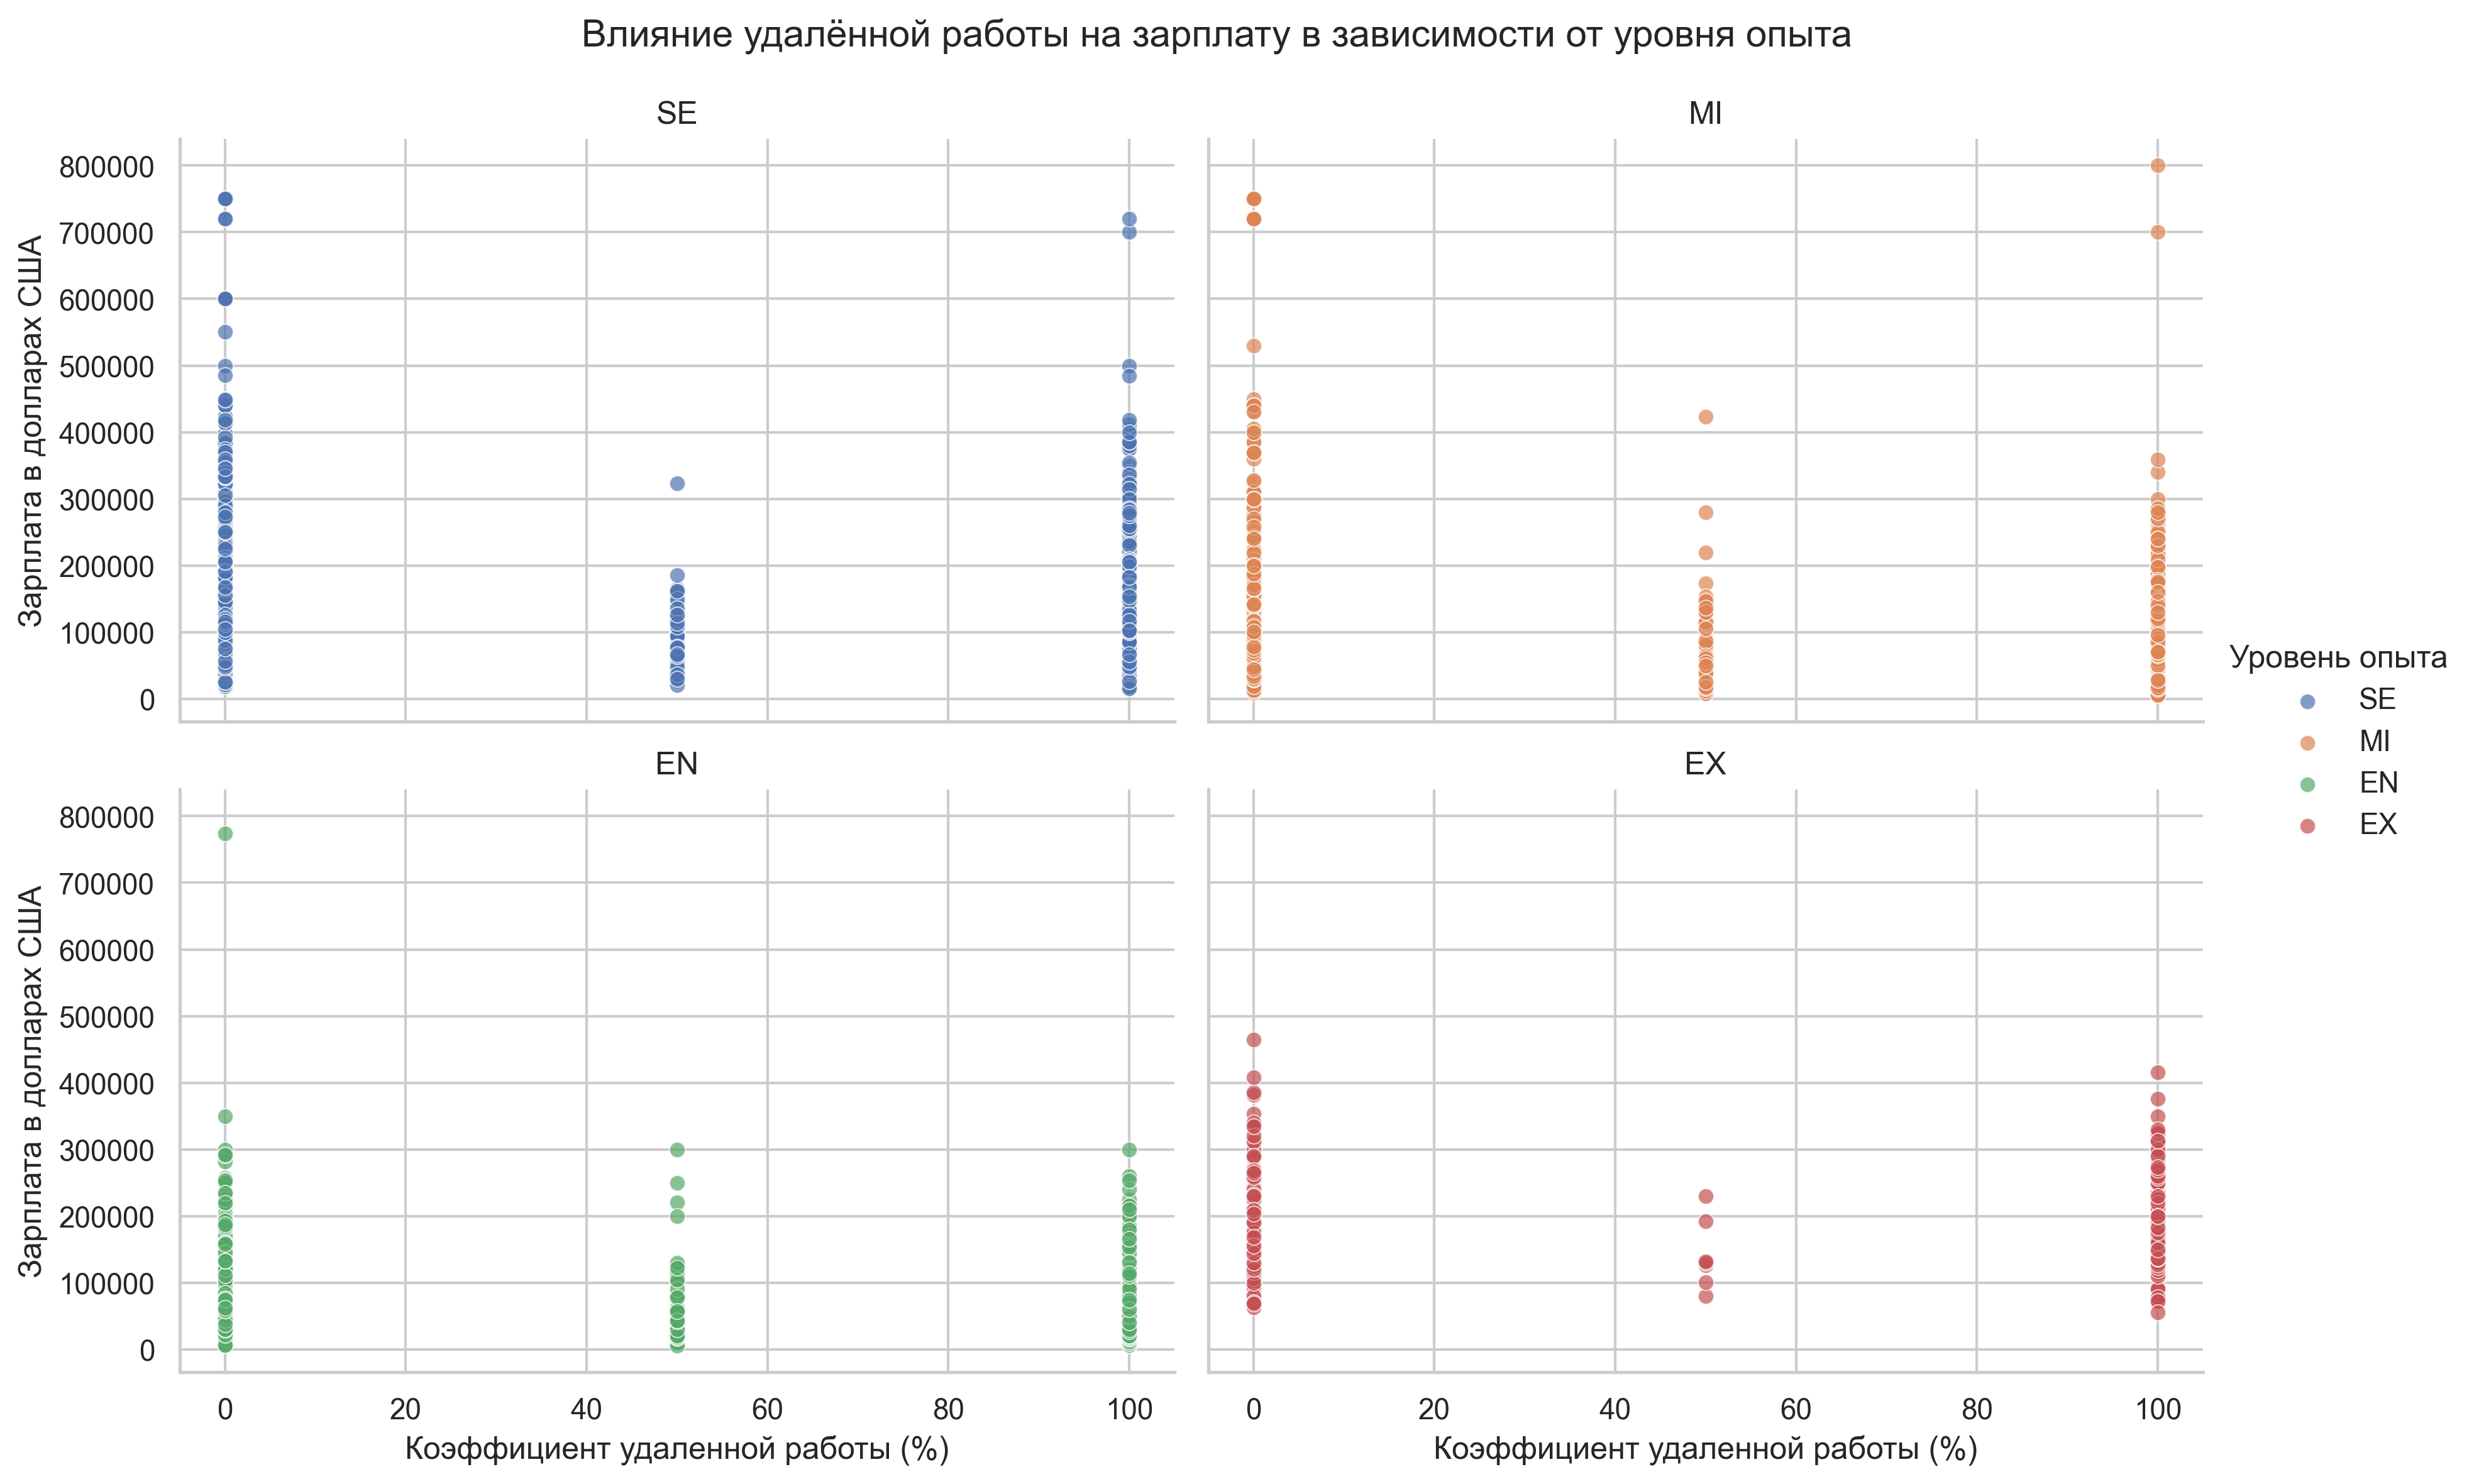 Влияние удалённой работы на зарплату в зависимости от уровня опыта
SE
MI
800000
700000
600000
500000
400000
300000
200000
100000
0
Зарплата в долларах США
EN
EX
800000
700000
600000
500000
400000
300000
200000
100000
0
Зарплата в долларах США
0 20 40 60 80 100
0 20 40 60 80 100
Коэффициент удаленной работы (%)
Коэффициент удаленной работы (%)
Уровень опыта
SE
MI
EN
EX